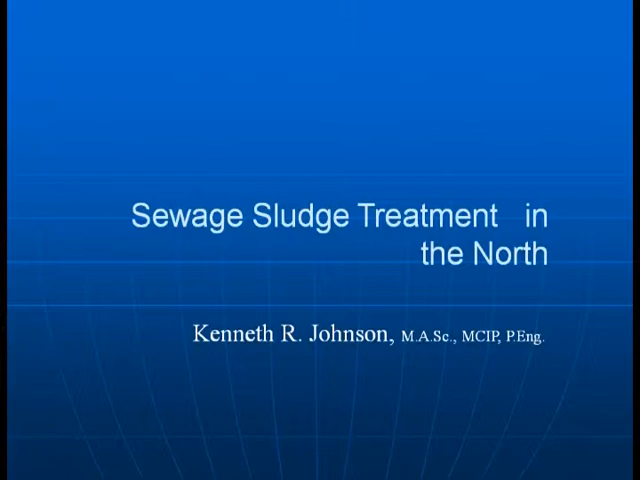 Sewage Sludge Treatment in
the North
Kenneth R. Johnson, M.A.Sc., MCIP, P.Eng.